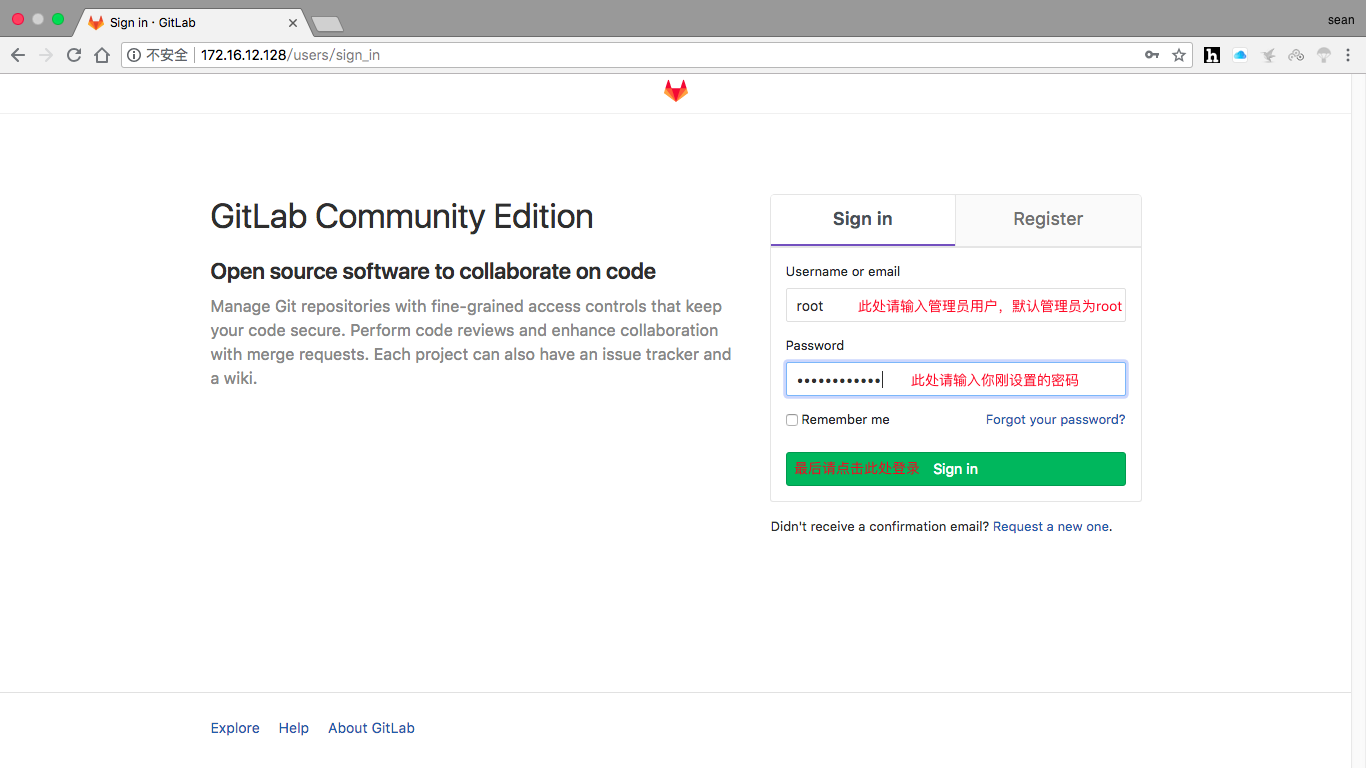 Sign in · GitLab
sean
不安全 172.16.12.128/users/sign_in
GitLab Community Edition
Open source software to collaborate on code
Manage Git repositories with fine-grained access controls that keep
your code secure. Perform code reviews and enhance collaboration
with merge requests. Each project can also have an issue tracker and
a wiki.
Sign in Register
Username or email
root 此处请输入管理员用户，默认管理员为root
Password
•••••••••••• 此处请输入你刚设置的密码
Remember me Forgot your password?
最后请点击此处登录 Sign in
Didn't receive a confirmation email? Request a new one.
Explore Help About GitLab